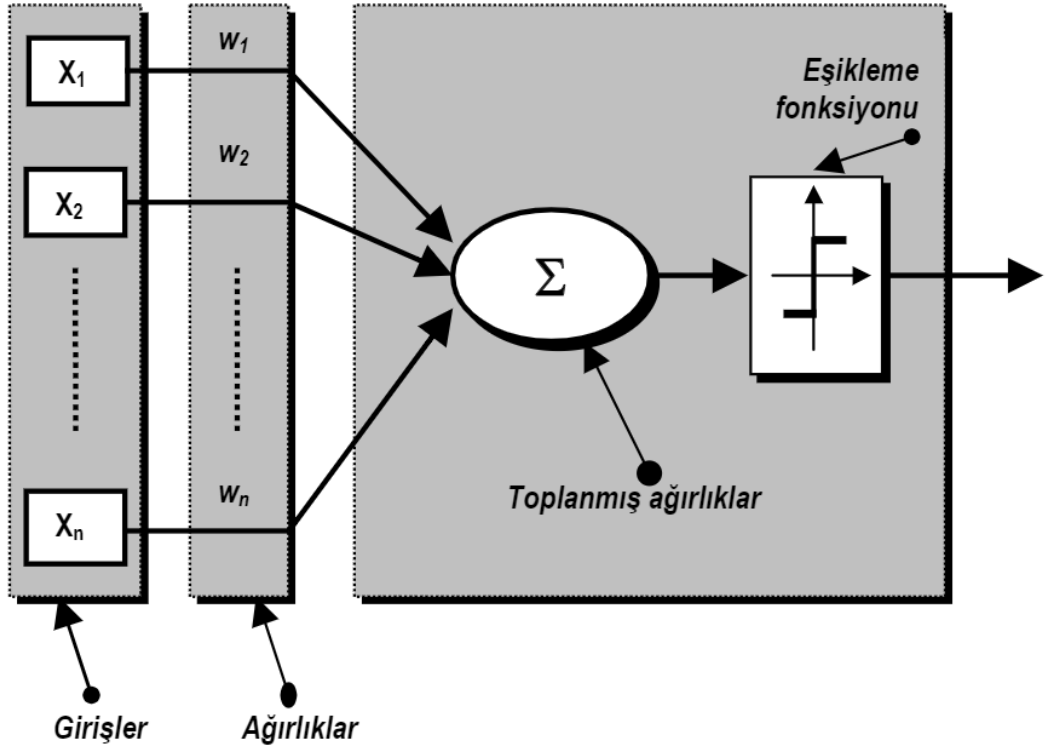 X₁
w₁
Eşikleme
fonksiyonu
X₂
w₂
Σ
Xₙ
wₙ
Toplanmış ağırlıklar
Girişler
Ağırlıklar